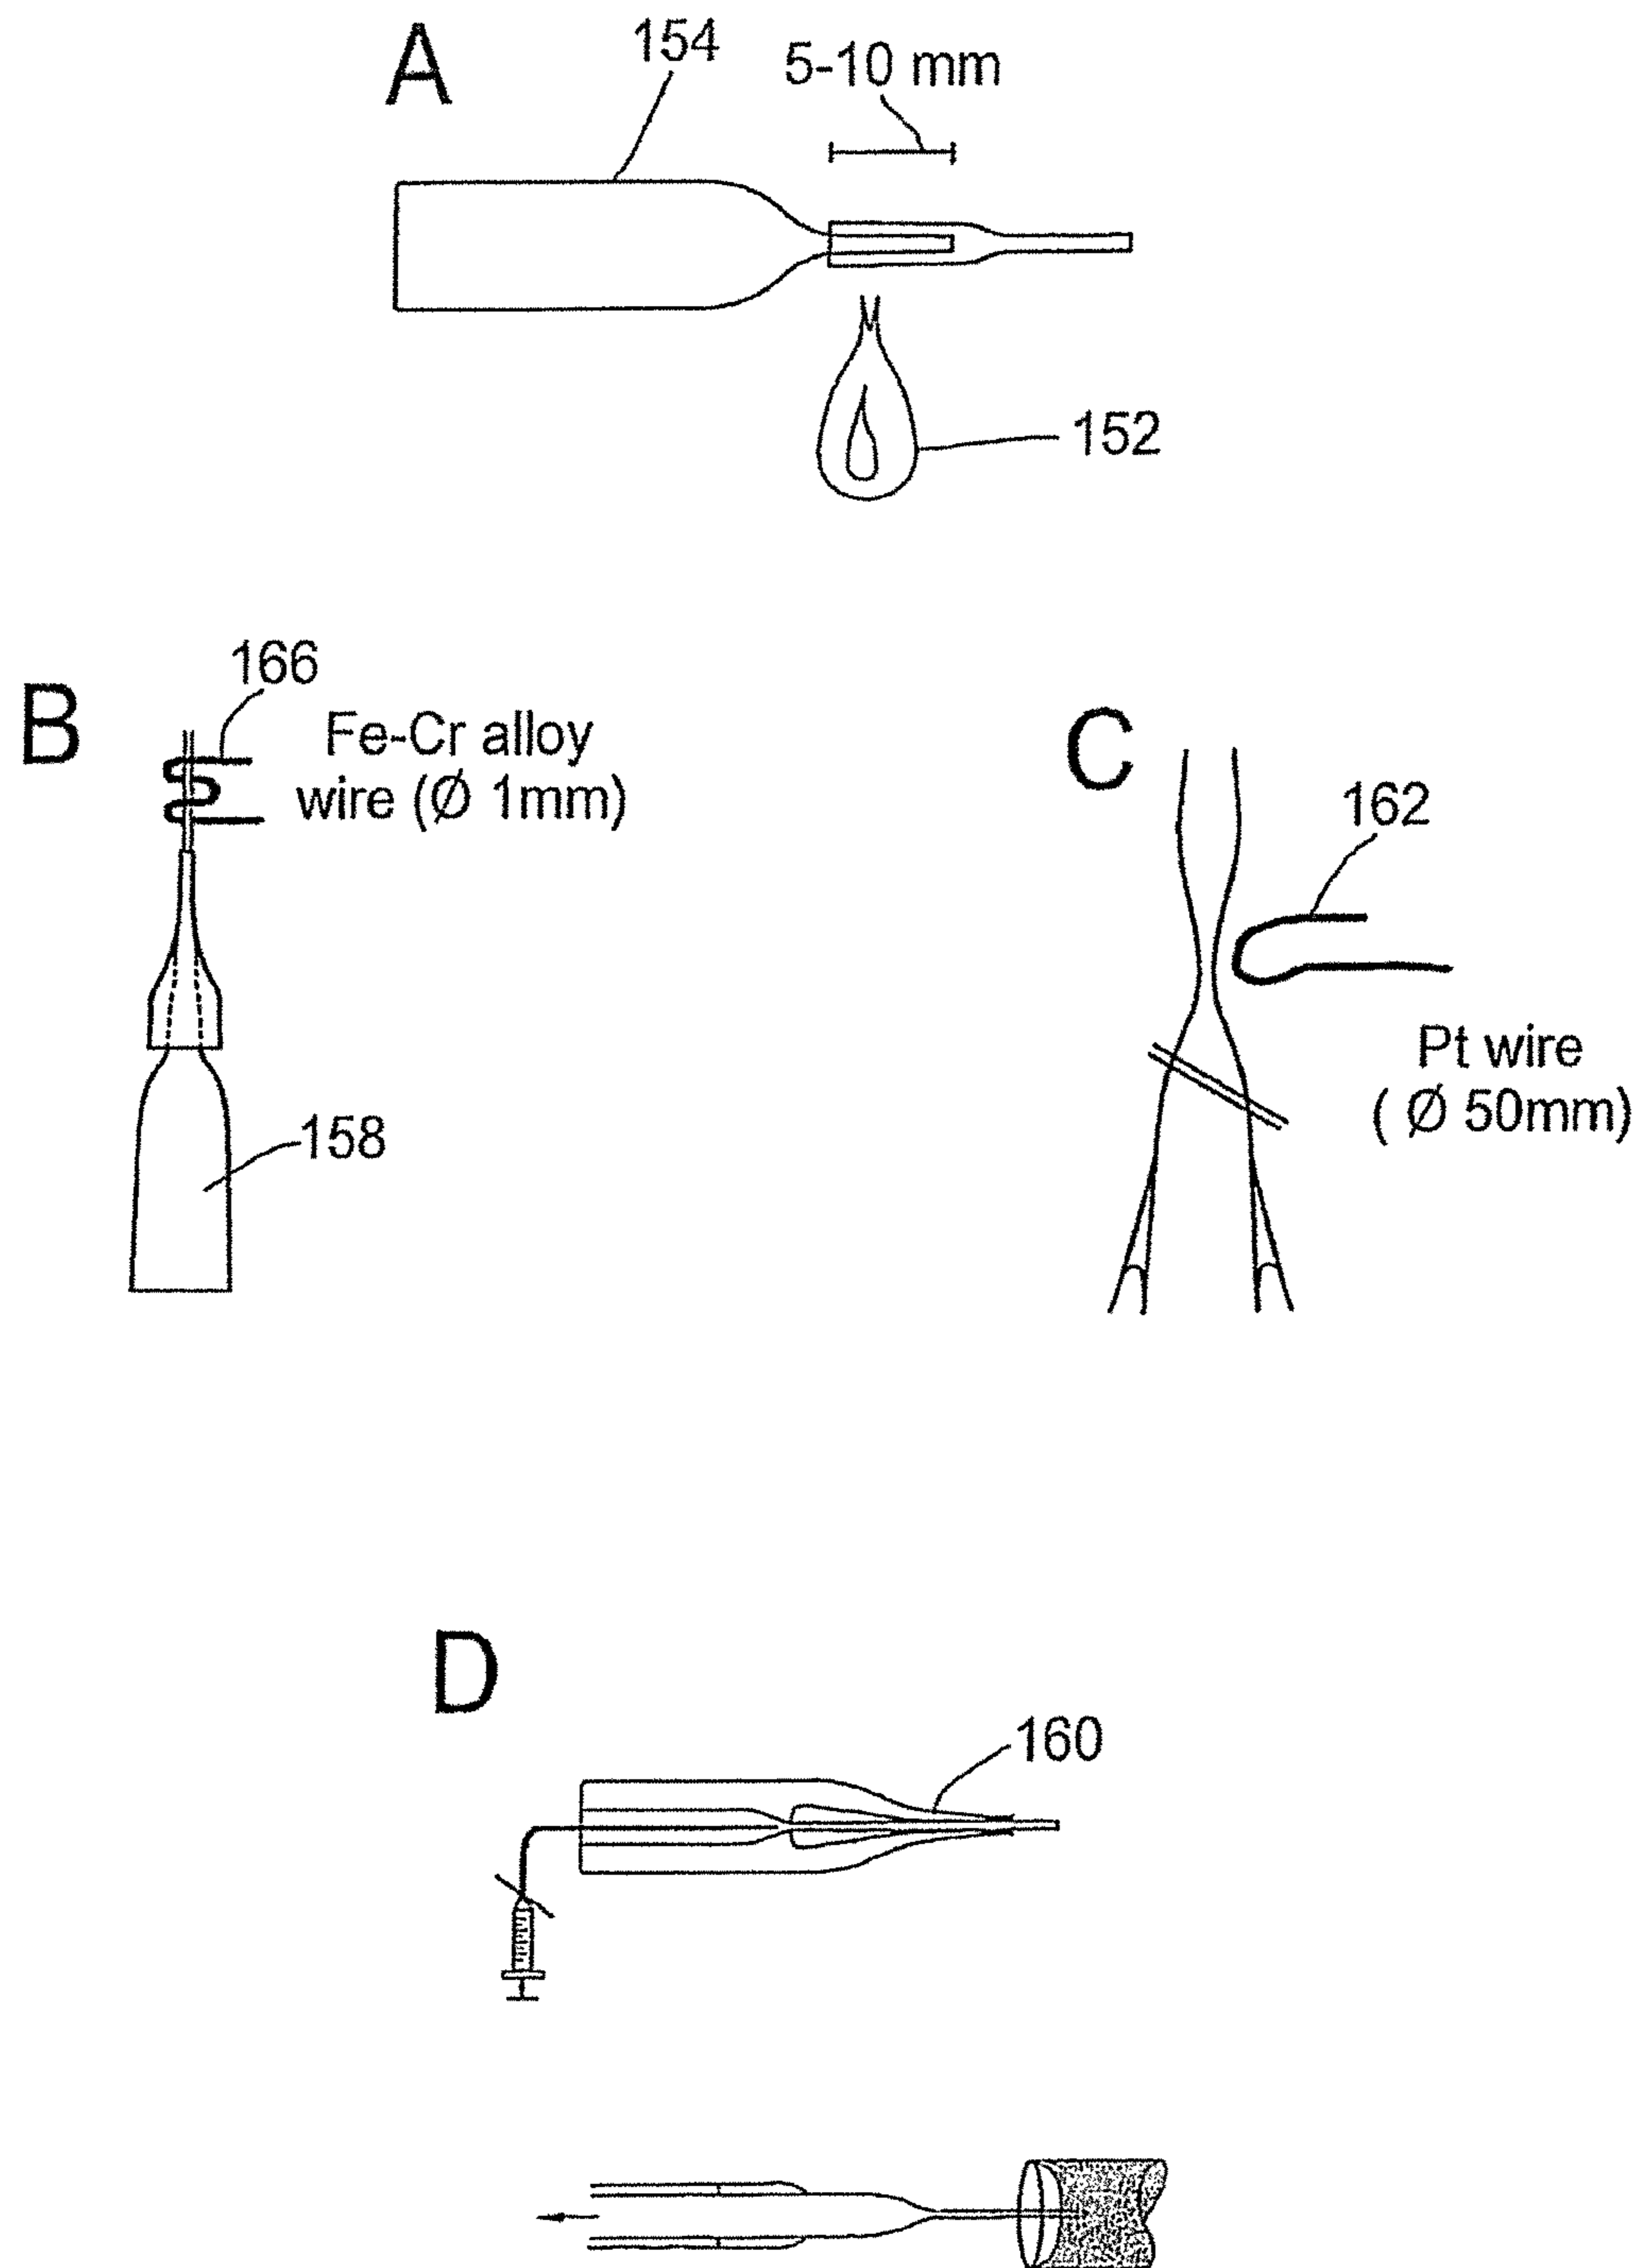 A
154
5-10 mm
152
B
166
Fe-Cr alloy
wire (Ø 1mm)
158
C
162
Pt wire
( Ø 50mm)
D
160